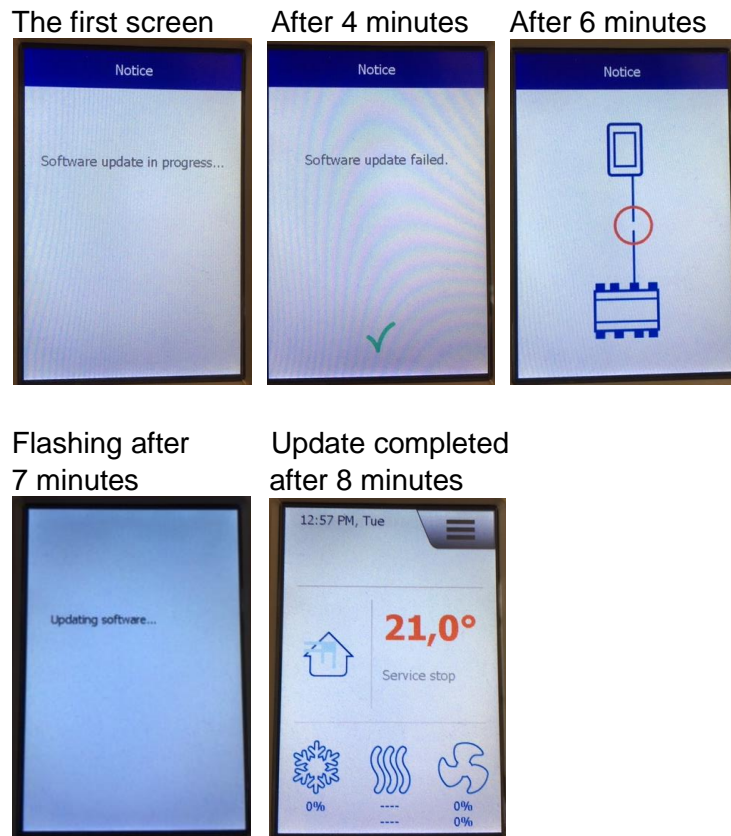 The first screen
After 4 minutes
After 6 minutes
Notice
Notice
Notice
Software update in progress...
Software update failed.
Flashing after
7 minutes
Update completed
after 8 minutes
Updating software...
12:57 PM, Tue
21,0°
Service stop
0%
----
0%
----
0%